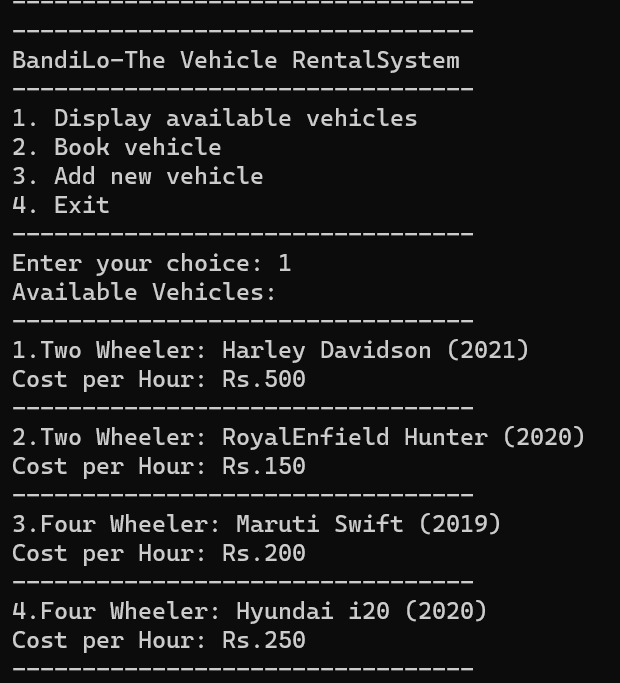 ---------------------------------
---------------------------------
BandiLo-The Vehicle RentalSystem
---------------------------------
1. Display available vehicles
2. Book vehicle
3. Add new vehicle
4. Exit
---------------------------------
Enter your choice: 1
Available Vehicles:
---------------------------------
1.Two Wheeler: Harley Davidson (2021)
Cost per Hour: Rs.500
---------------------------------
2.Two Wheeler: RoyalEnfield Hunter (2020)
Cost per Hour: Rs.150
---------------------------------
3.Four Wheeler: Maruti Swift (2019)
Cost per Hour: Rs.200
---------------------------------
4.Four Wheeler: Hyundai i20 (2020)
Cost per Hour: Rs.250
---------------------------------